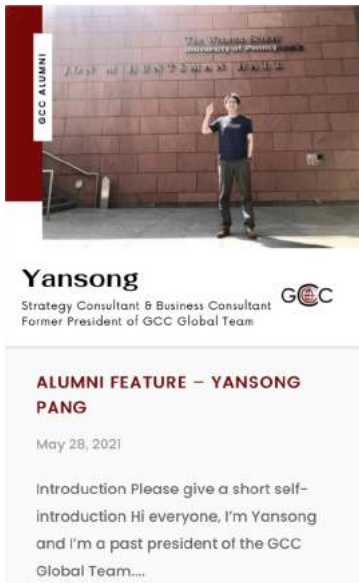 The Wharton School
University of Pennsylvania
JON M HUNTSMAN HALL
GCC ALUMNI
Yansong
Strategy Consultant & Business Consultant
Former President of GCC Global Team
GCC
ALUMNI FEATURE – YANSONG
PANG
May 28, 2021
Introduction Please give a short self-
introduction Hi everyone, I'm Yansong
and I'm a past president of the GCC
Global Team....